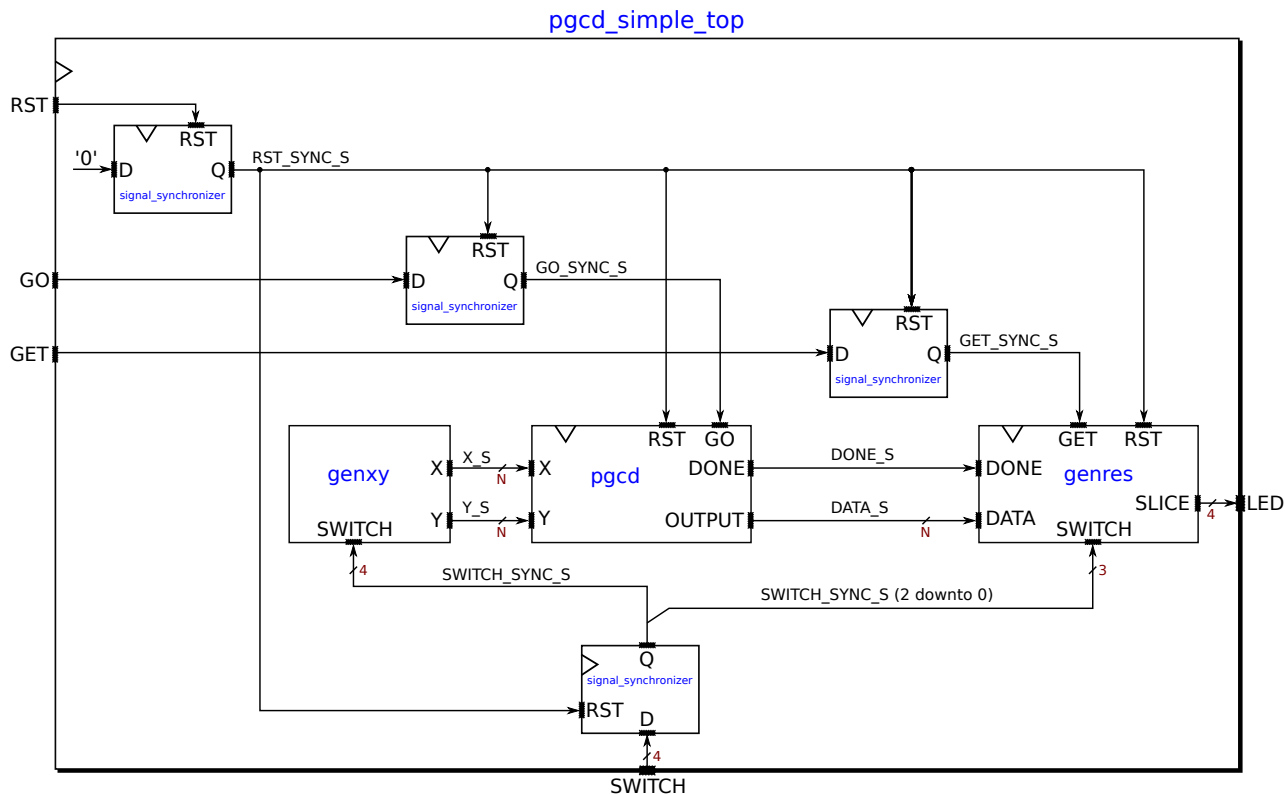 pgcd_simple_top
RST
RST
'0'
D
Q
signal_synchronizer
RST_SYNC_S
RST
GO
D
Q
signal_synchronizer
GO_SYNC_S
RST
GET
D
Q
signal_synchronizer
GET_SYNC_S
genxy
X
Y
SWITCH
X_S
N
Y_S
N
RST
GO
X
pgcd
DONE
Y
OUTPUT
DONE_S
DATA_S
N
GET
RST
DONE
genres
SLICE
DATA
SWITCH
4
LED
4
SWITCH_SYNC_S
3
SWITCH_SYNC_S (2 downto 0)
Q
signal_synchronizer
RST
D
4
SWITCH